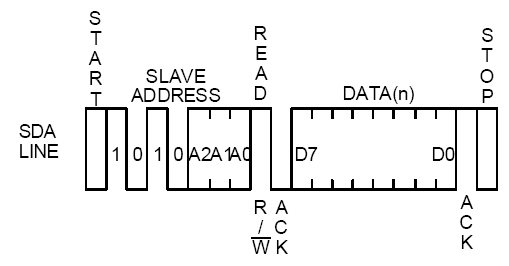 START
READ
STOP
SLAVE
ADDRESS
DATA(n)
SDA
LINE
1 0 1 0 A2 A1 A0 D7 D0
R/W
ACK
ACK